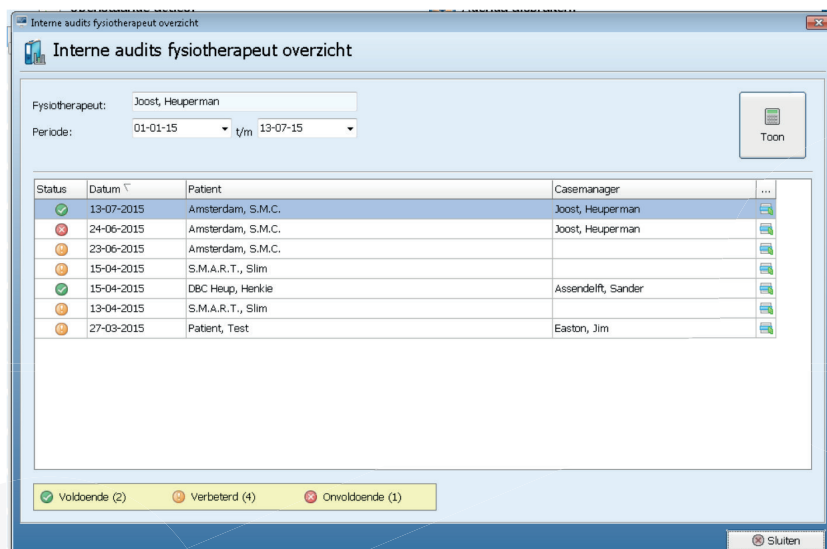 Interne audits fysiotherapeut overzicht
Interne audits fysiotherapeut overzicht
Fysiotherapeut: Joost, Heuperman
Periode: 01-01-15 t/m 13-07-15
Toon
Status Datum Patient Casemanager ...
13-07-2015 Amsterdam, S.M.C. Joost, Heuperman
24-06-2015 Amsterdam, S.M.C. Joost, Heuperman
23-06-2015 Amsterdam, S.M.C.
15-04-2015 S.M.A.R.T., Slim
15-04-2015 DBC Heup, Henkie Assendelft, Sander
13-04-2015 S.M.A.R.T., Slim
27-03-2015 Patient, Test Easton, Jim
Voldoende (2) Verbeterd (4) Onvoldoende (1)
Sluiten